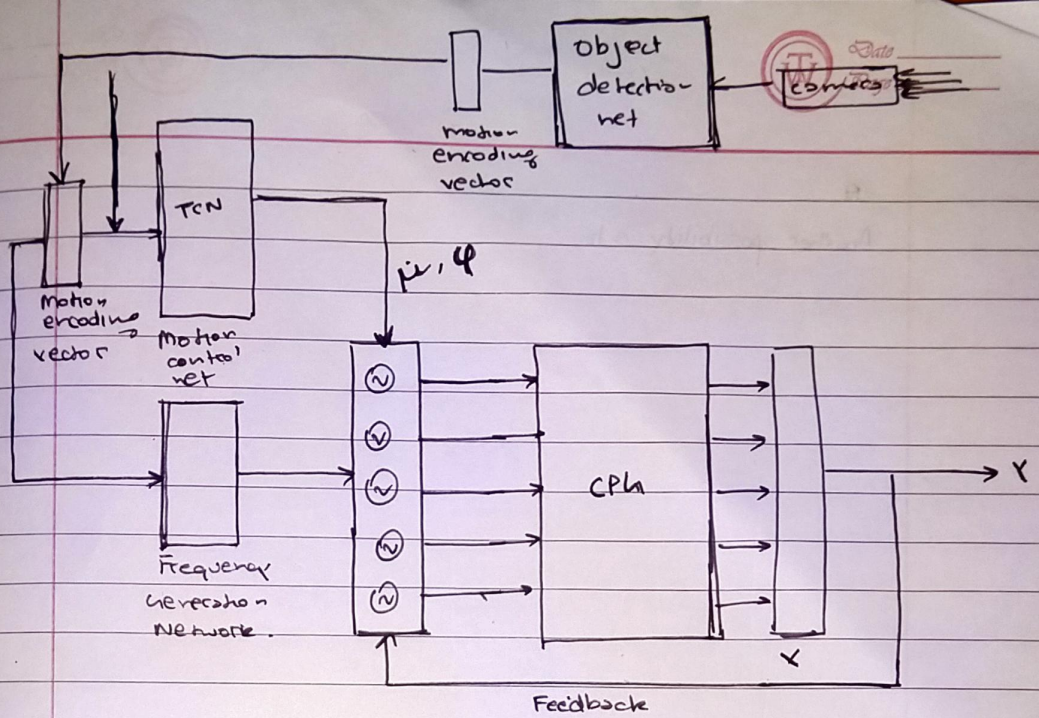 Object
detection
net
Date
camera
motion
encoding
vector
TCN
μ, φ
Motion
encoding
vector
Motion
control
net
Frequency
Generation
Network.
CPG
Y
Y
Feedback